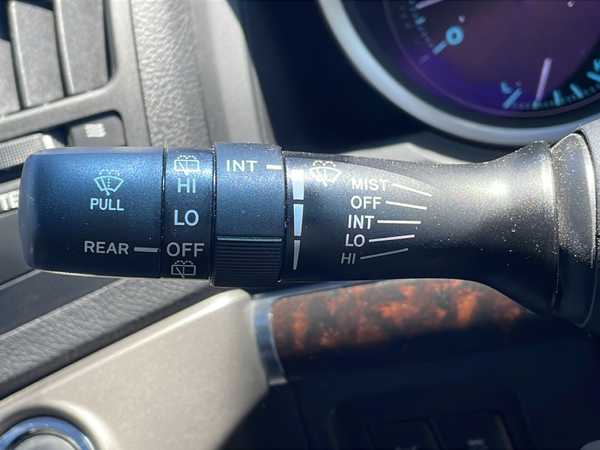 PULL
REAR
HI
LO
OFF
INT
MIST
OFF
INT
LO
HI